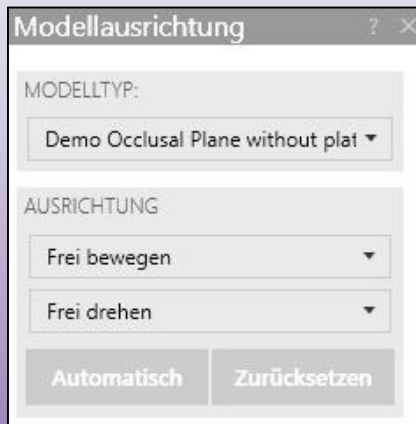 Modellausrichtung ? ×
MODELLTYP:
Demo Occlusal Plane without plat
AUSRICHTUNG
Frei bewegen
Frei drehen
Automatisch Zurücksetzen